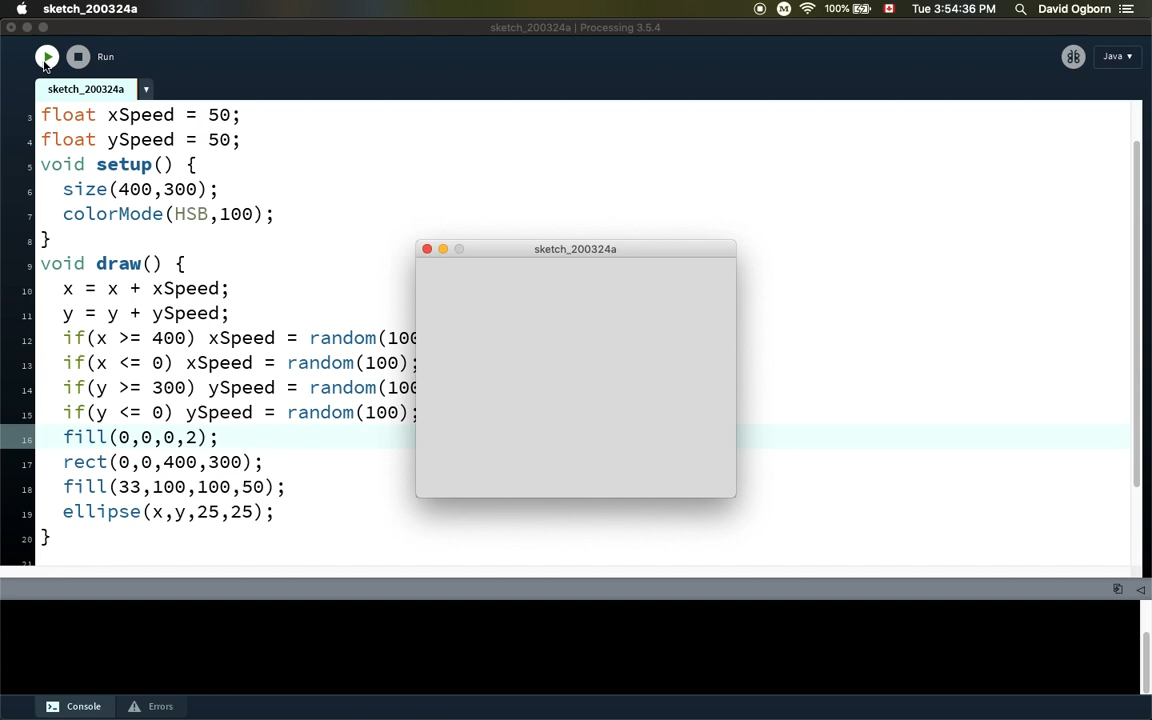 sketch_200324a M 100% Tue 3:54:36 PM David Ogborn
sketch_200324a | Processing 3.5.4
Run Java ▾
sketch_200324a ▾
3 float xSpeed = 50;
4 float ySpeed = 50;
5 void setup() {
6 size(400,300);
7 colorMode(HSB,100);
8 }
9 void draw() {
10 x = x + xSpeed;
11 y = y + ySpeed;
12 if(x >= 400) xSpeed = random(100
13 if(x <= 0) xSpeed = random(100);
14 if(y >= 300) ySpeed = random(100
15 if(y <= 0) ySpeed = random(100);
16 fill(0,0,0,2);
17 rect(0,0,400,300);
18 fill(33,100,100,50);
19 ellipse(x,y,25,25);
20 }
21
sketch_200324a
Console Errors